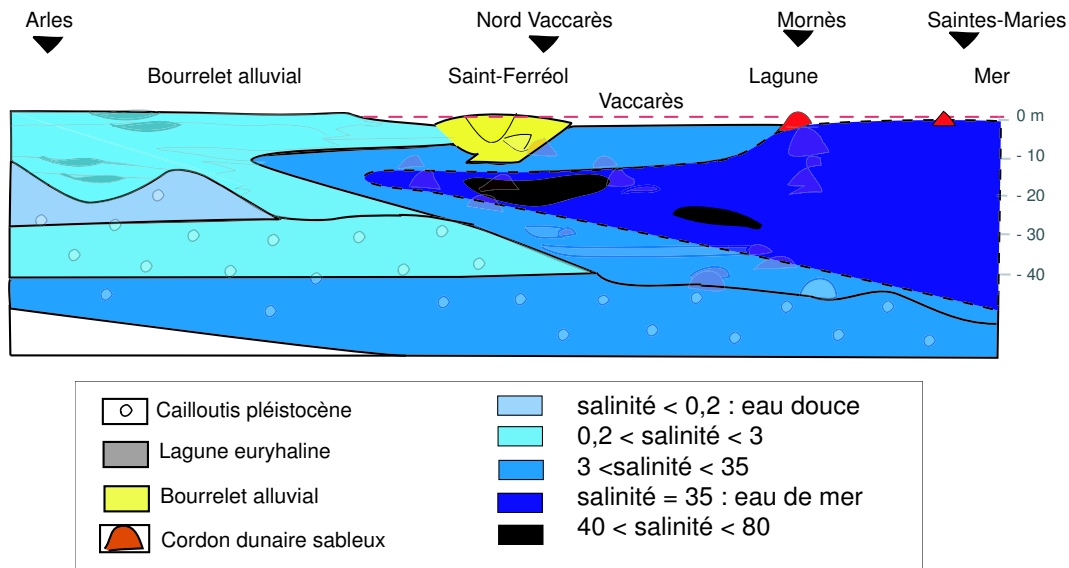 Arles Nord Vaccarès Mornès Saintes-Maries
Bourrelet alluvial Saint-Ferréol Lagune Mer
Vaccarès
0 m
- 10
- 20
- 30
- 40
Cailloutis pléistocène
Lagune euryhaline
Bourrelet alluvial
Cordon dunaire sableux
salinité < 0,2 : eau douce
0,2 < salinité < 3
3 <salinité < 35
salinité = 35 : eau de mer
40 < salinité < 80